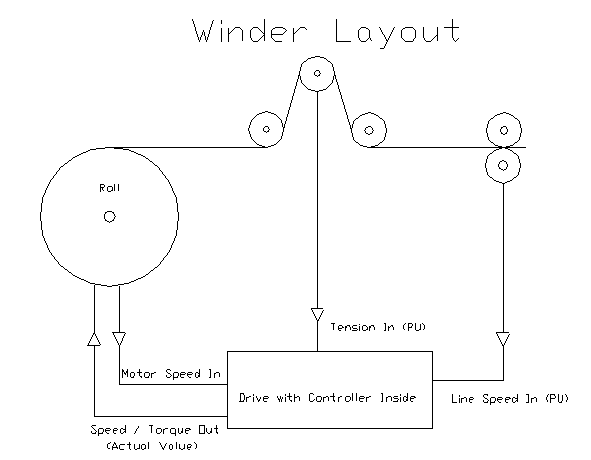 Winder Layout
Roll
Tension In (PU)
Motor Speed In
Drive with Controller Inside
Line Speed In (PU)
Speed / Torque Out
(Actual Value)